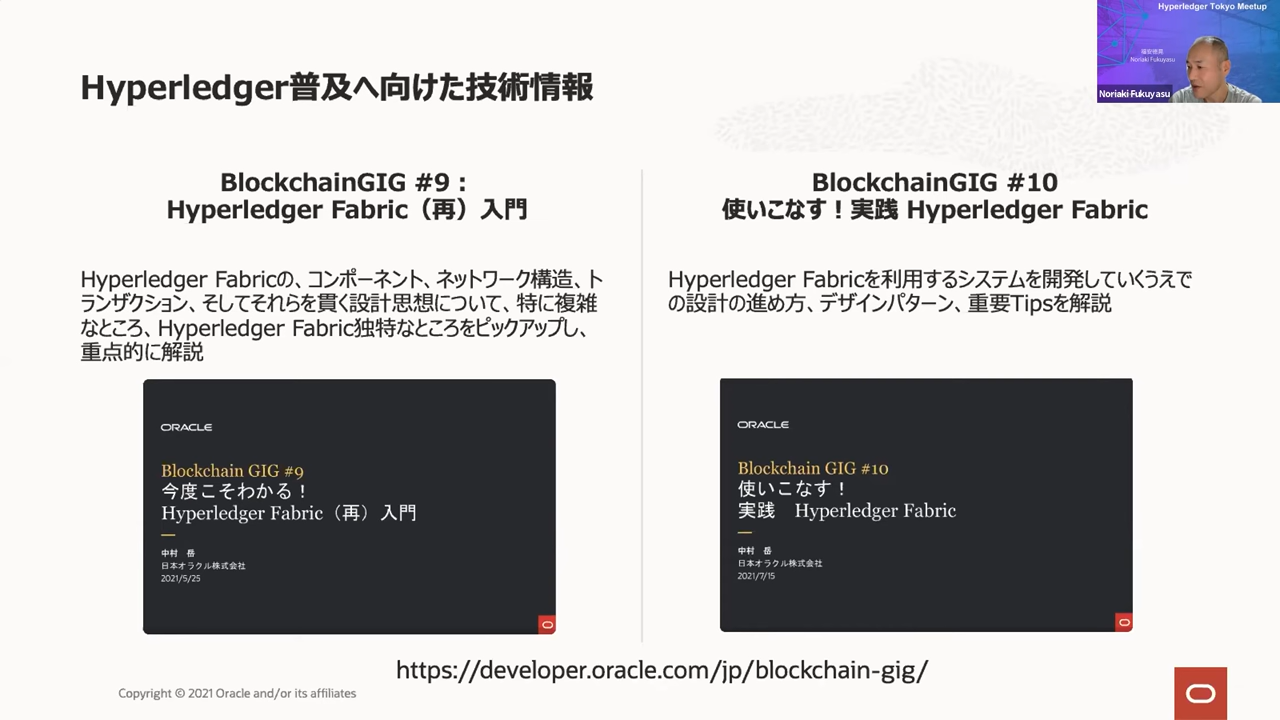 Hyperledger Tokyo Meetup
福安徳晃
Noriaki Fukuyasu
Noriaki Fukuyasu
Hyperledger普及へ向けた技術情報
BlockchainGIG #9：
Hyperledger Fabric（再）入門
Hyperledger Fabricの、コンポーネント、ネットワーク構造、ト
ランザクション、そしてそれらを貫く設計思想について、特に複雑
なところ、Hyperledger Fabric独特なところをピックアップし、
重点的に解説
ORACLE
Blockchain GIG #9
今度こそわかる！
Hyperledger Fabric（再）入門
中村　岳
日本オラクル株式会社
2021/5/25
BlockchainGIG #10
使いこなす！実践 Hyperledger Fabric
Hyperledger Fabricを利用するシステムを開発していくうえで
の設計の進め方、デザインパターン、重要Tipsを解説
ORACLE
Blockchain GIG #10
使いこなす！
実践　Hyperledger Fabric
中村　岳
日本オラクル株式会社
2021/7/15
https://developer.oracle.com/jp/blockchain-gig/
Copyright © 2021 Oracle and/or its affiliates